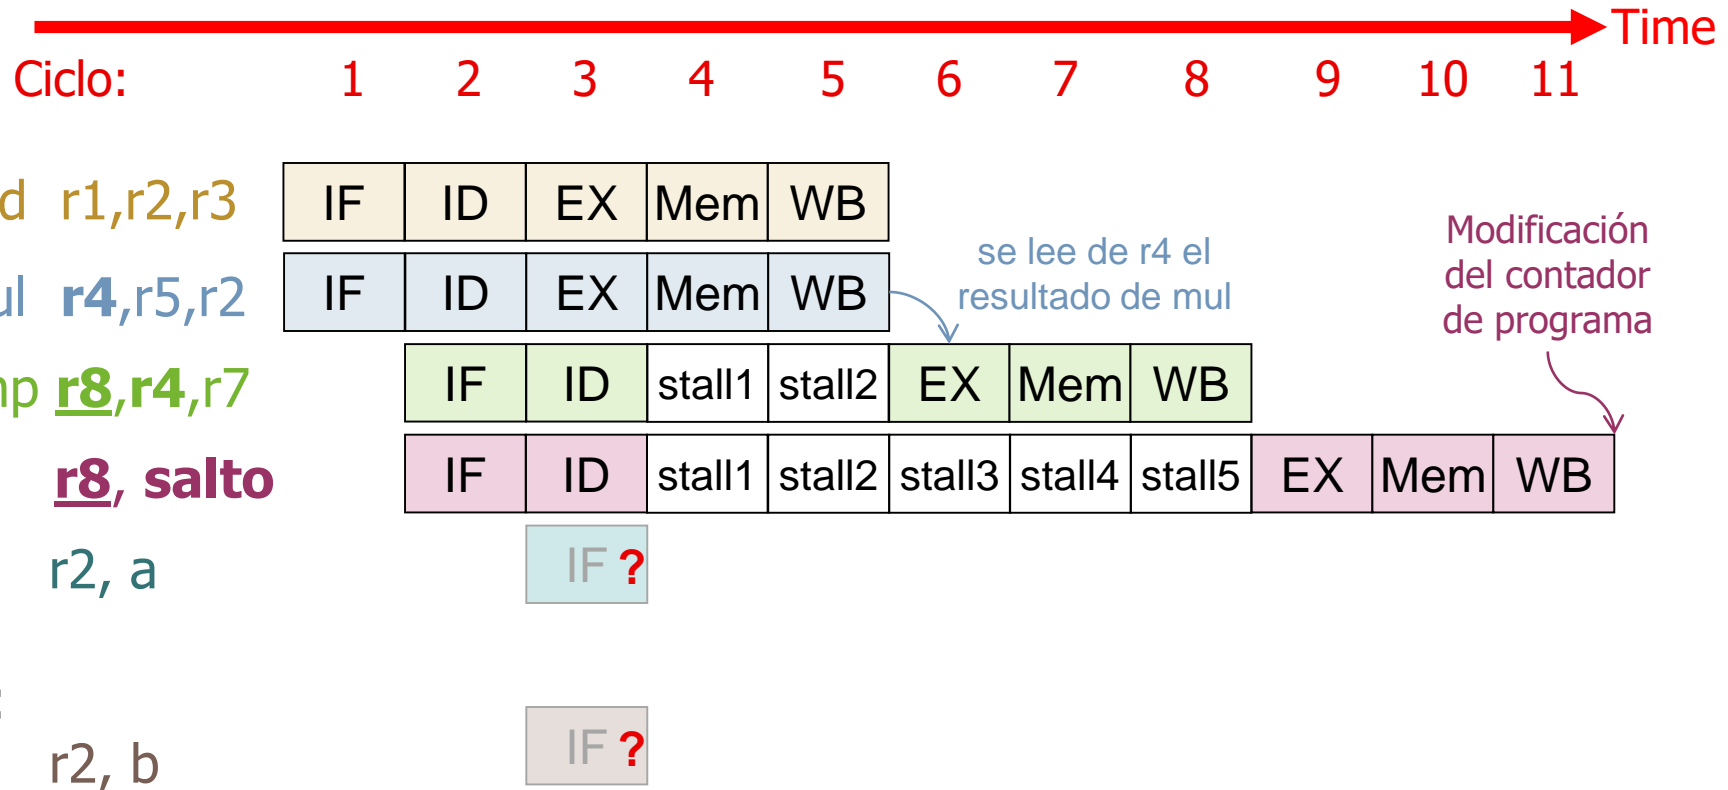 Time
Ciclo: 1 2 3 4 5 6 7 8 9 10 11
d r1,r2,r3 IF ID EX Mem WB
ul r4,r5,r2 IF ID EX Mem WB
se lee de r4 el
resultado de mul
Modificación
del contador
de programa
mp r8,r4,r7 IF ID stall1 stall2 EX Mem WB
r8, salto IF ID stall1 stall2 stall3 stall4 stall5 EX Mem WB
r2, a IF ?
:
r2, b IF ?